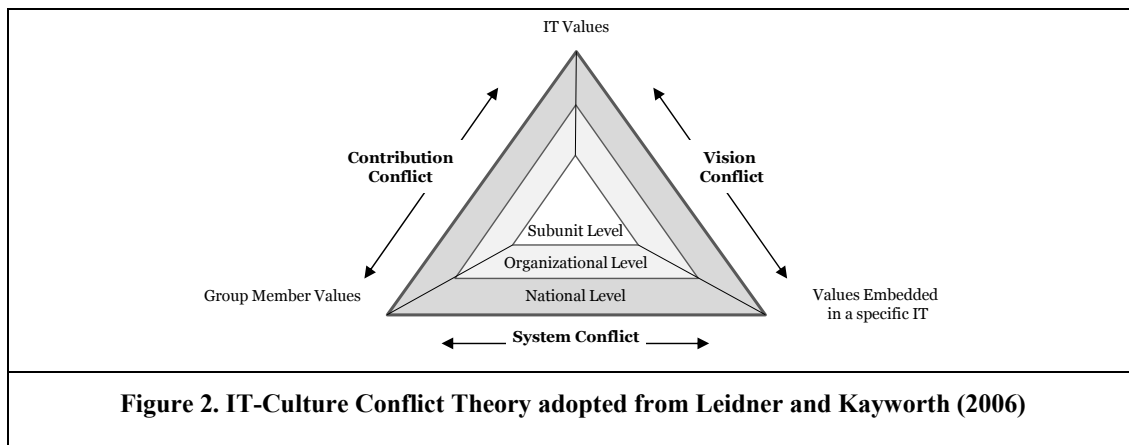 IT Values
Contribution
Conflict
Vision
Conflict
Subunit Level
Organizational Level
Group Member Values
National Level
Values Embedded
in a specific IT
System Conflict
Figure 2. IT-Culture Conflict Theory adopted from Leidner and Kayworth (2006)